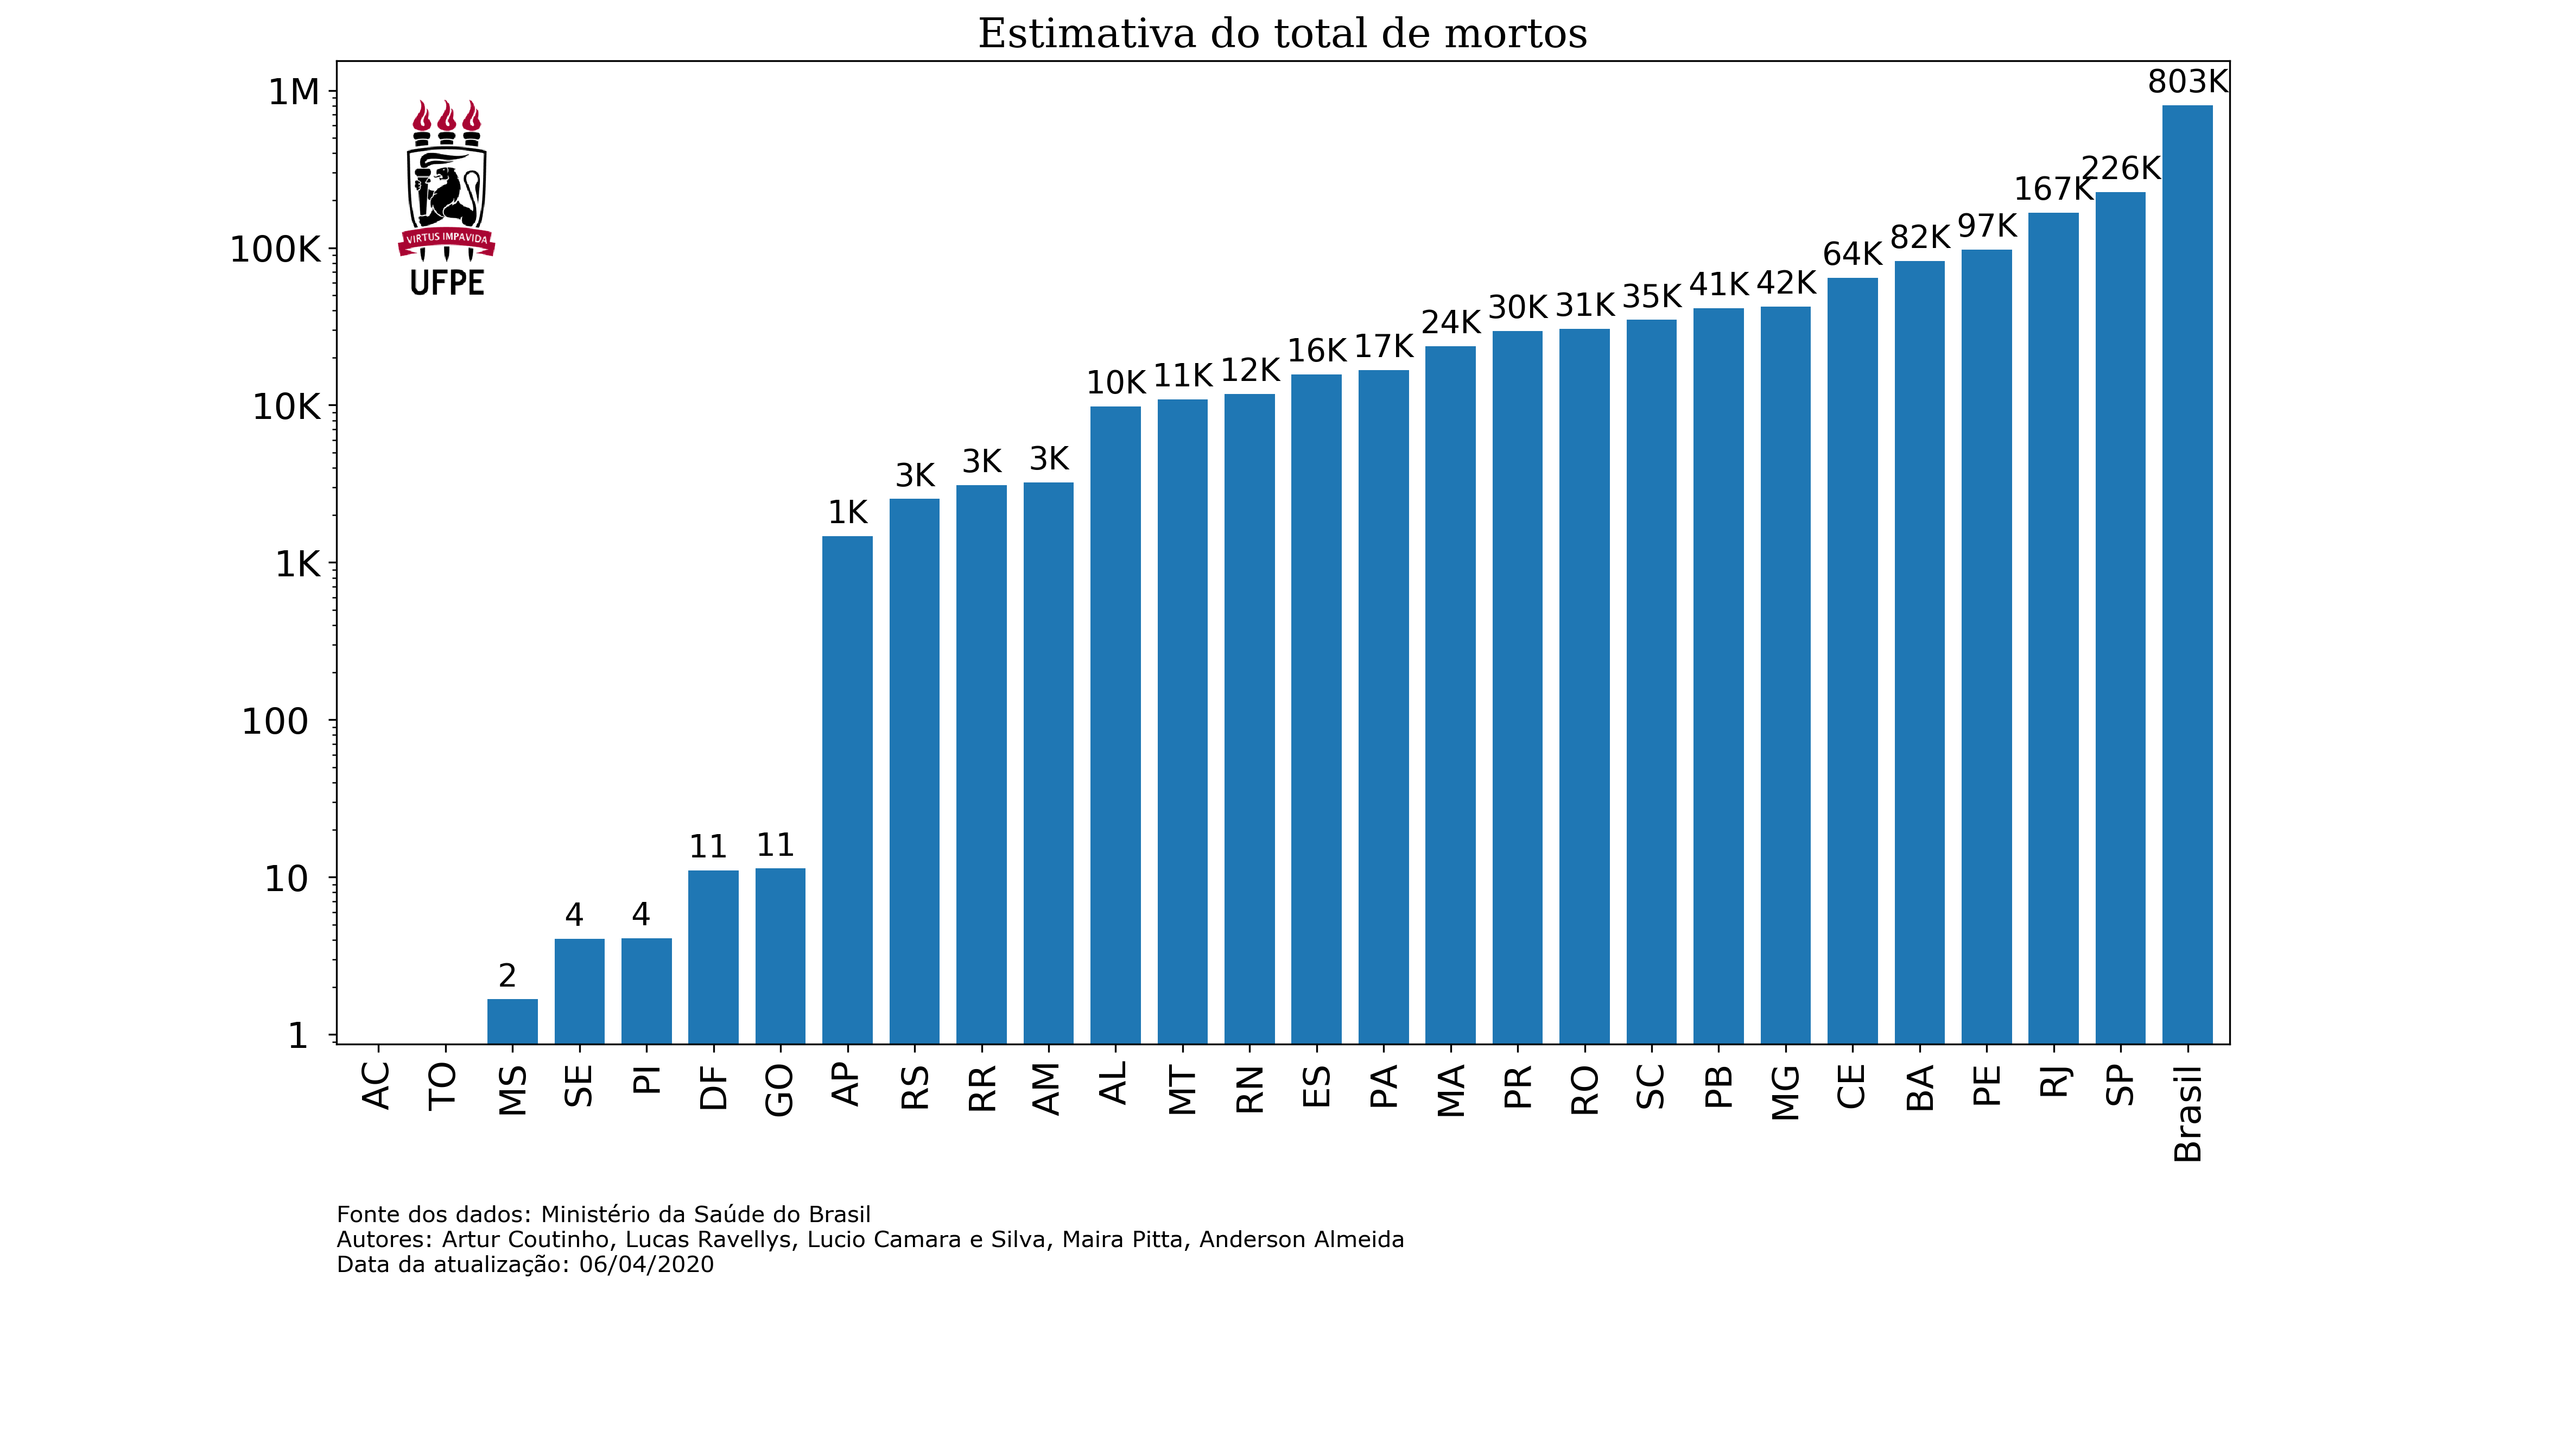 Estimativa do total de mortos
1M
100K
10K
1K
100
10
1
VIRTUS IMPAVIDA
UFPE
2
4
4
11
11
1K
3K
3K
3K
10K
11K
12K
16K
17K
24K
30K
31K
35K
41K
42K
64K
82K
97K
167K
226K
803K
AC
TO
MS
SE
PI
DF
GO
AP
RS
RR
AM
AL
MT
RN
ES
PA
MA
PR
RO
SC
PB
MG
CE
BA
PE
RJ
SP
Brasil
Fonte dos dados: Ministério da Saúde do Brasil
Autores: Artur Coutinho, Lucas Ravellys, Lucio Camara e Silva, Maira Pitta, Anderson Almeida
Data da atualização: 06/04/2020